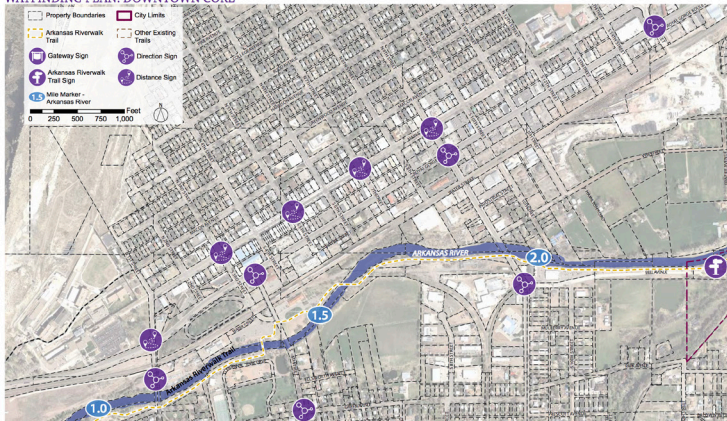 WAYFINDING PLAN: DOWNTOWN CORE
Property Boundaries
City Limits
Arkansas Riverwalk
Trail
Other Existing
Trails
Gateway Sign
Direction Sign
Arkansas Riverwalk
Trail Sign
Distance Sign
1.5
Mile Marker -
Arkansas River
Feet
0 250 500 750 1,000
N
ARKANSAS RIVER
2.0
1.5
Arkansas Riverwalk Trail
1.0